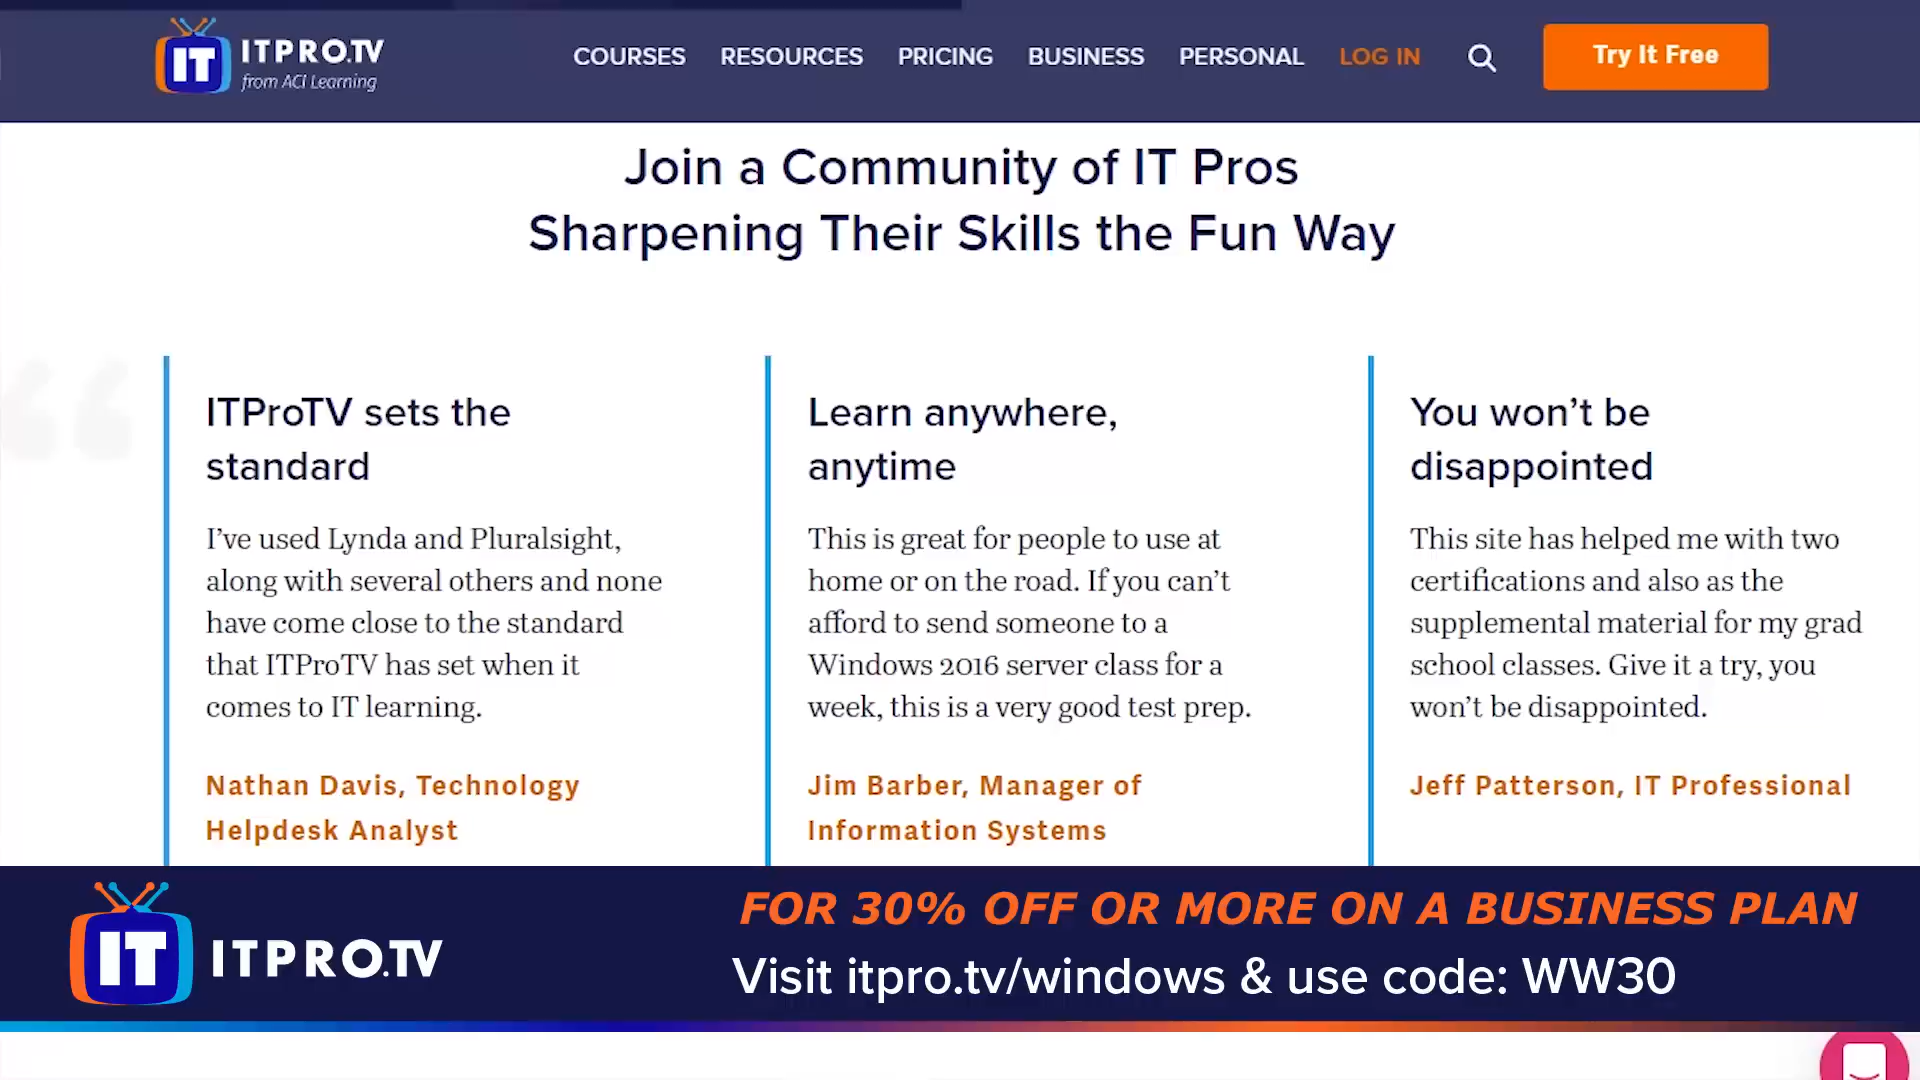 IT ITPRO.TV
from ACI Learning
COURSES RESOURCES PRICING BUSINESS PERSONAL LOG IN Try It Free
Join a Community of IT Pros
Sharpening Their Skills the Fun Way
ITProTV sets the
standard
I’ve used Lynda and Pluralsight,
along with several others and none
have come close to the standard
that ITProTV has set when it
comes to IT learning.
Nathan Davis, Technology
Helpdesk Analyst
Learn anywhere,
anytime
This is great for people to use at
home or on the road. If you can’t
afford to send someone to a
Windows 2016 server class for a
week, this is a very good test prep.
Jim Barber, Manager of
Information Systems
You won’t be
disappointed
This site has helped me with two
certifications and also as the
supplemental material for my grad
school classes. Give it a try, you
won’t be disappointed.
Jeff Patterson, IT Professional
IT ITPRO.TV
FOR 30% OFF OR MORE ON A BUSINESS PLAN
Visit itpro.tv/windows & use code: WW30